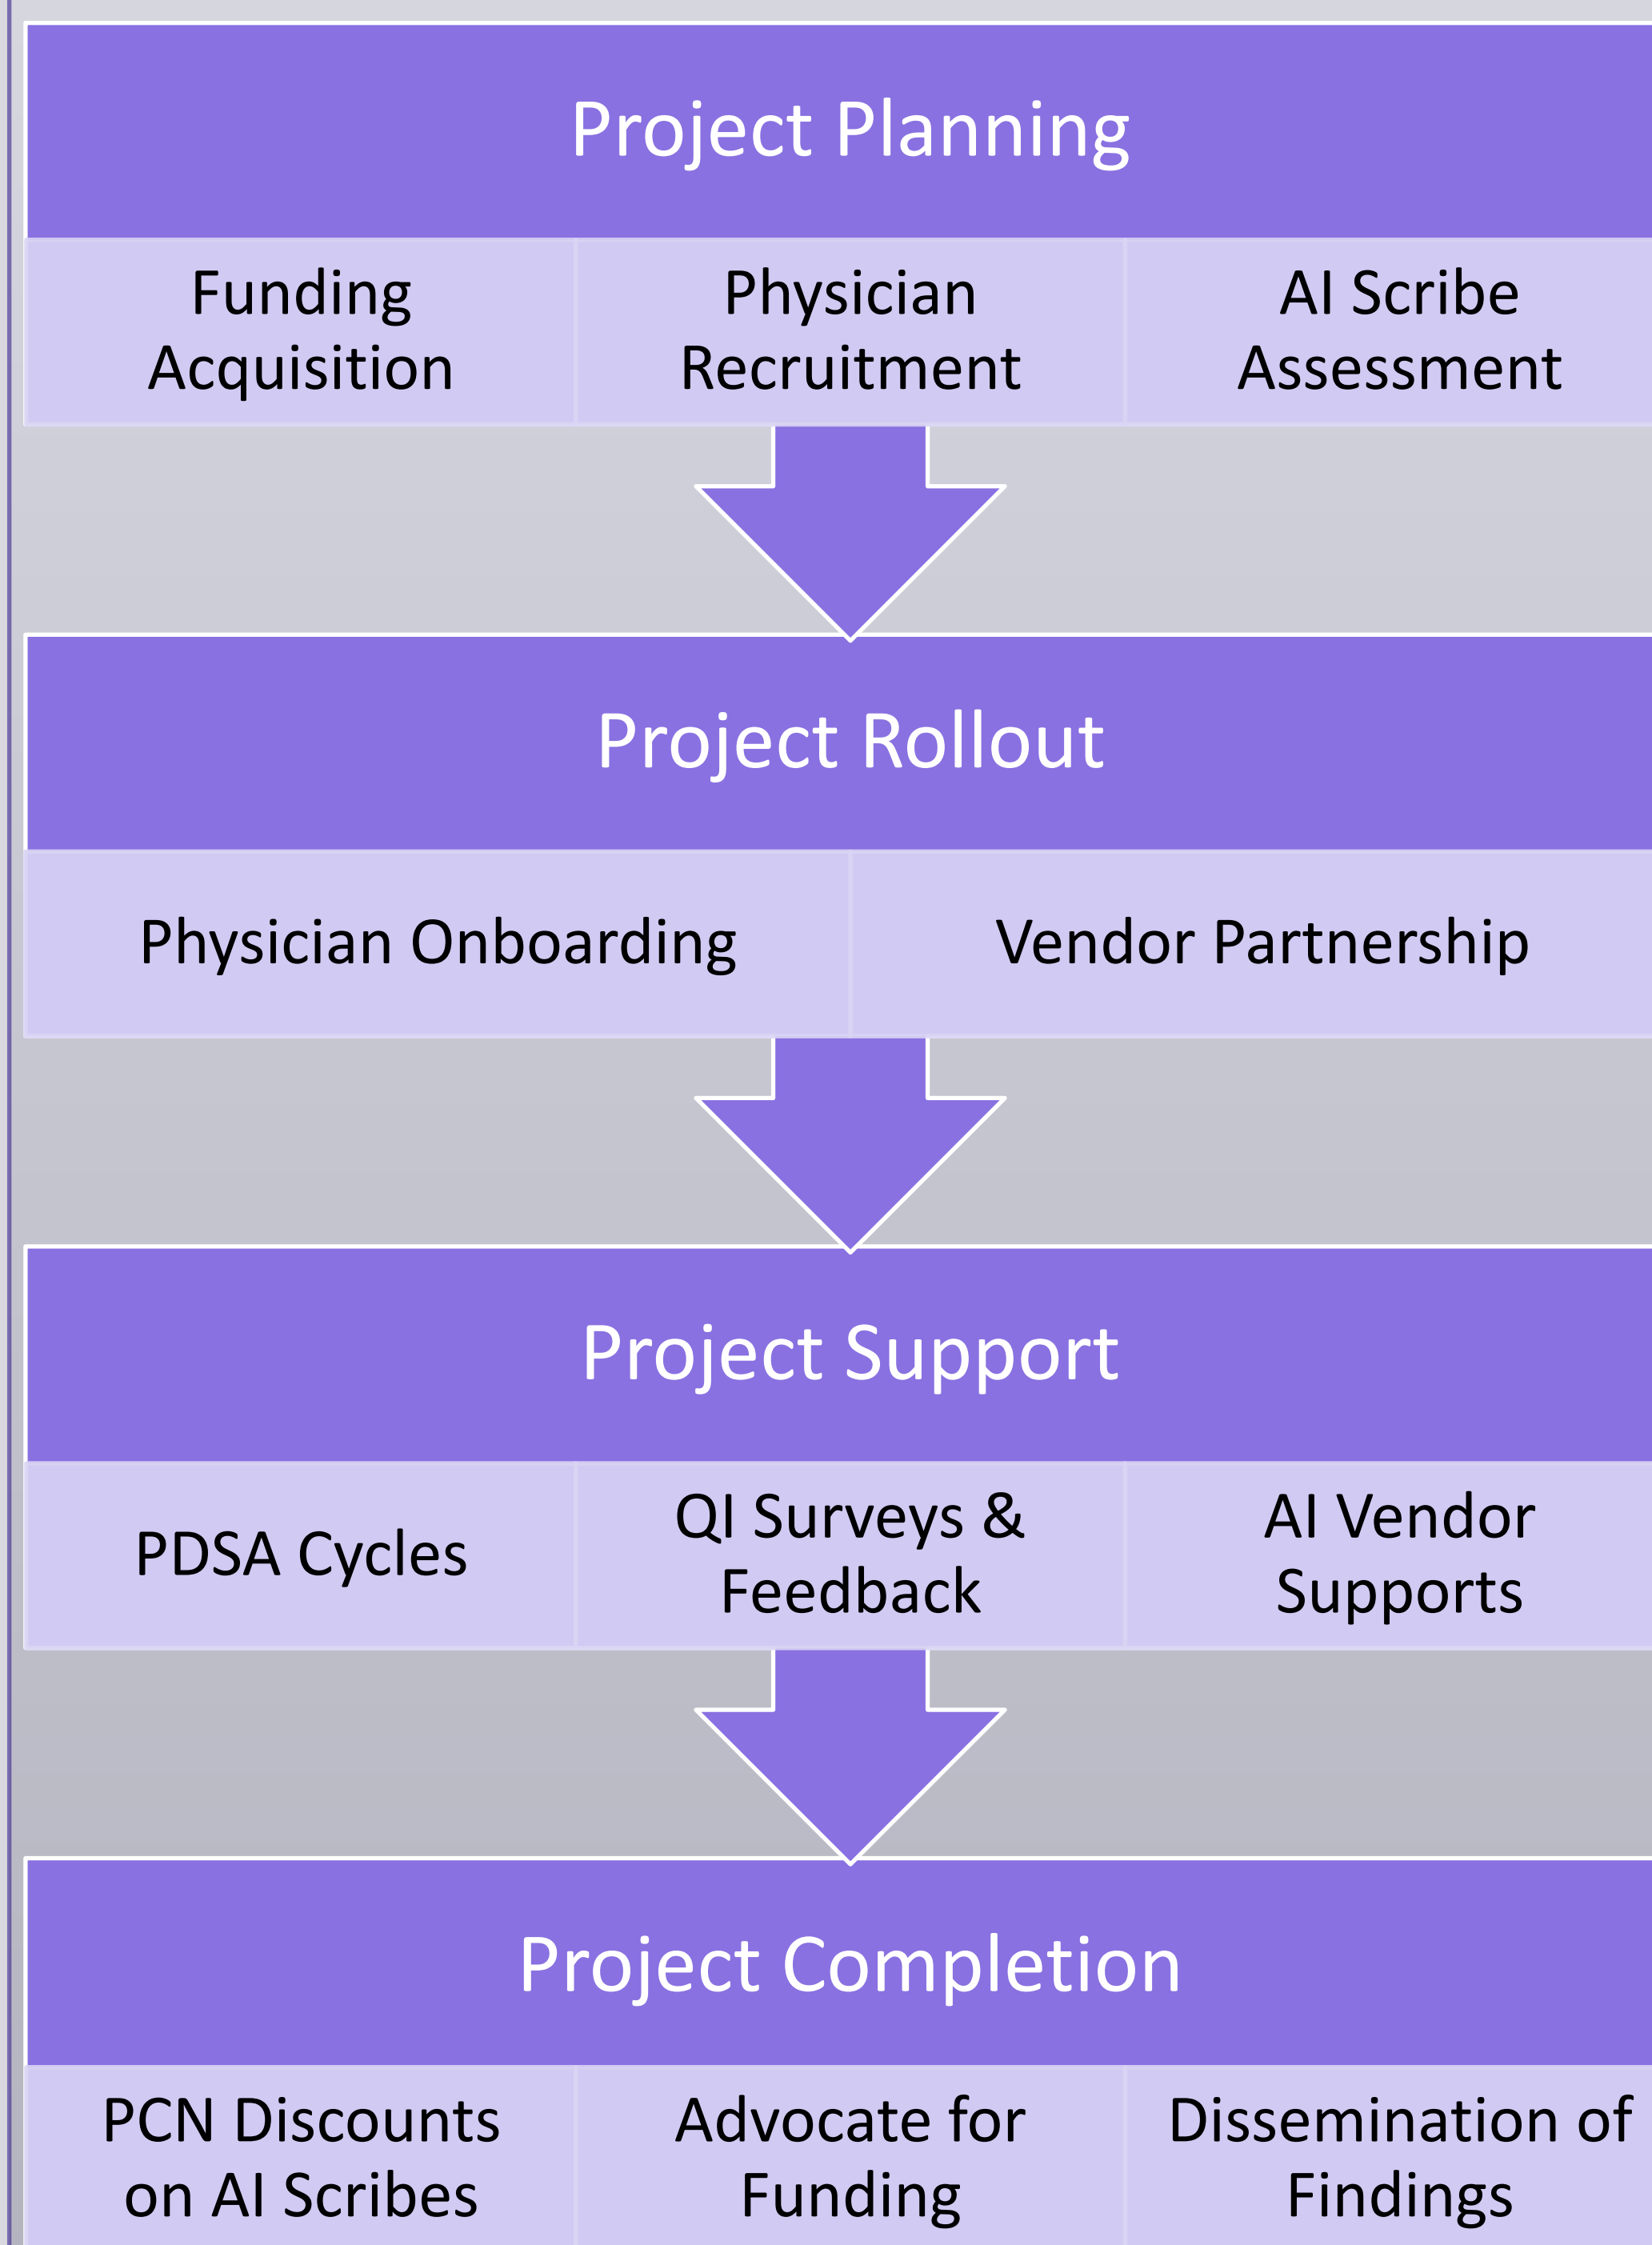 Project Planning
Funding
Acquisition
Physician
Recruitment
AI Scribe
Assessment
Project Rollout
Physician Onboarding
Vendor Partnership
Project Support
PDSA Cycles
QI Surveys &
Feedback
AI Vendor
Supports
Project Completion
PCN Discounts
on AI Scribes
Advocate for
Funding
Dissemination of
Findings